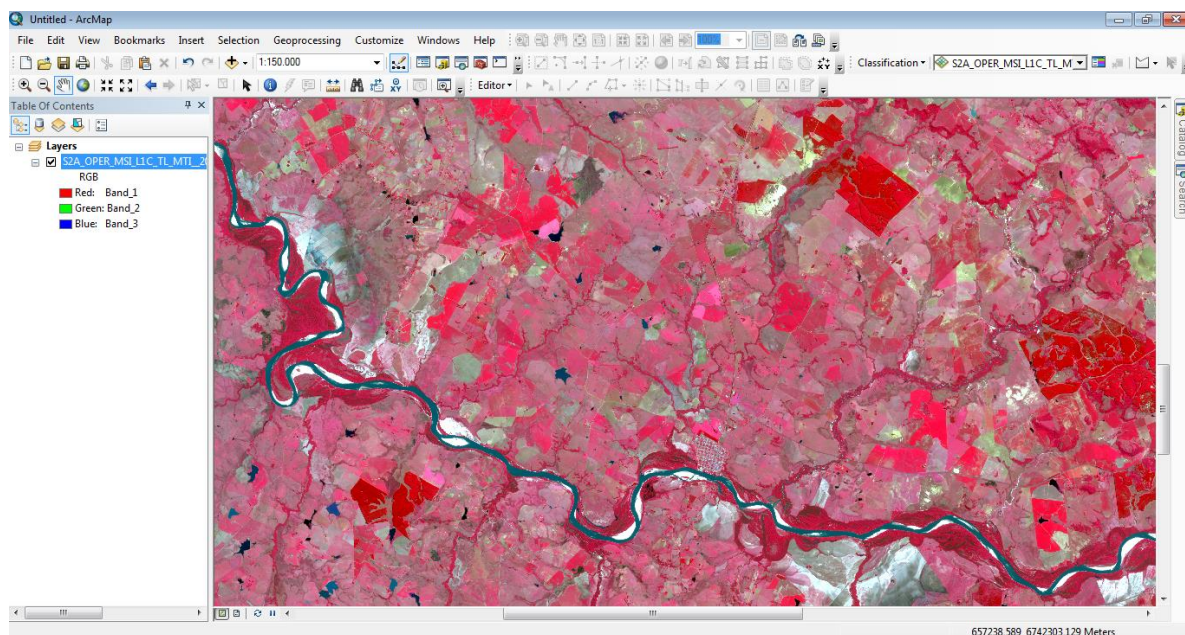 Untitled - ArcMap
File Edit View Bookmarks Insert Selection Geoprocessing Customize Windows Help 100%
1:150.000 Classification S2A_OPER_MSI_L1C_TL_M
Editor
Table Of Contents
Layers
S2A_OPER_MSI_L1C_TL_MTI_20
RGB
Red: Band_1
Green: Band_2
Blue: Band_3
Catalog
Search
657238,589 6742303,129 Meters